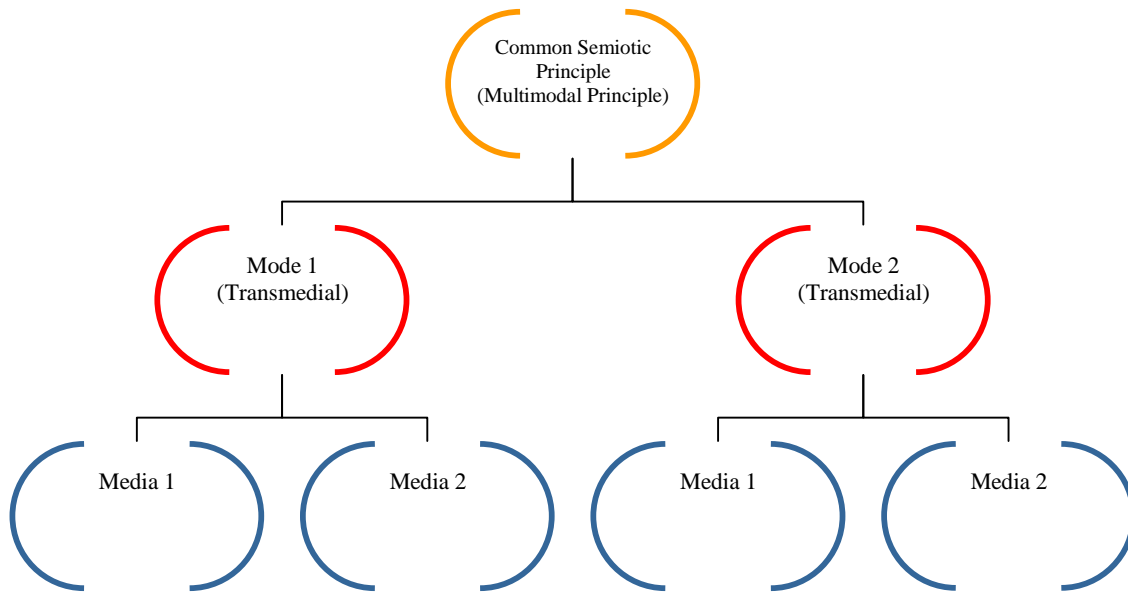 Common Semiotic
Principle
(Multimodal Principle)
Mode 1
(Transmedial)
Mode 2
(Transmedial)
Media 1
Media 2
Media 1
Media 2